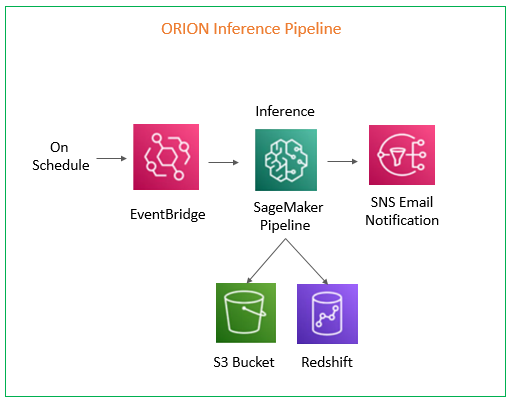 ORION Inference Pipeline
Inference
On
Schedule
EventBridge
SageMaker
Pipeline
SNS Email
Notification
S3 Bucket
Redshift